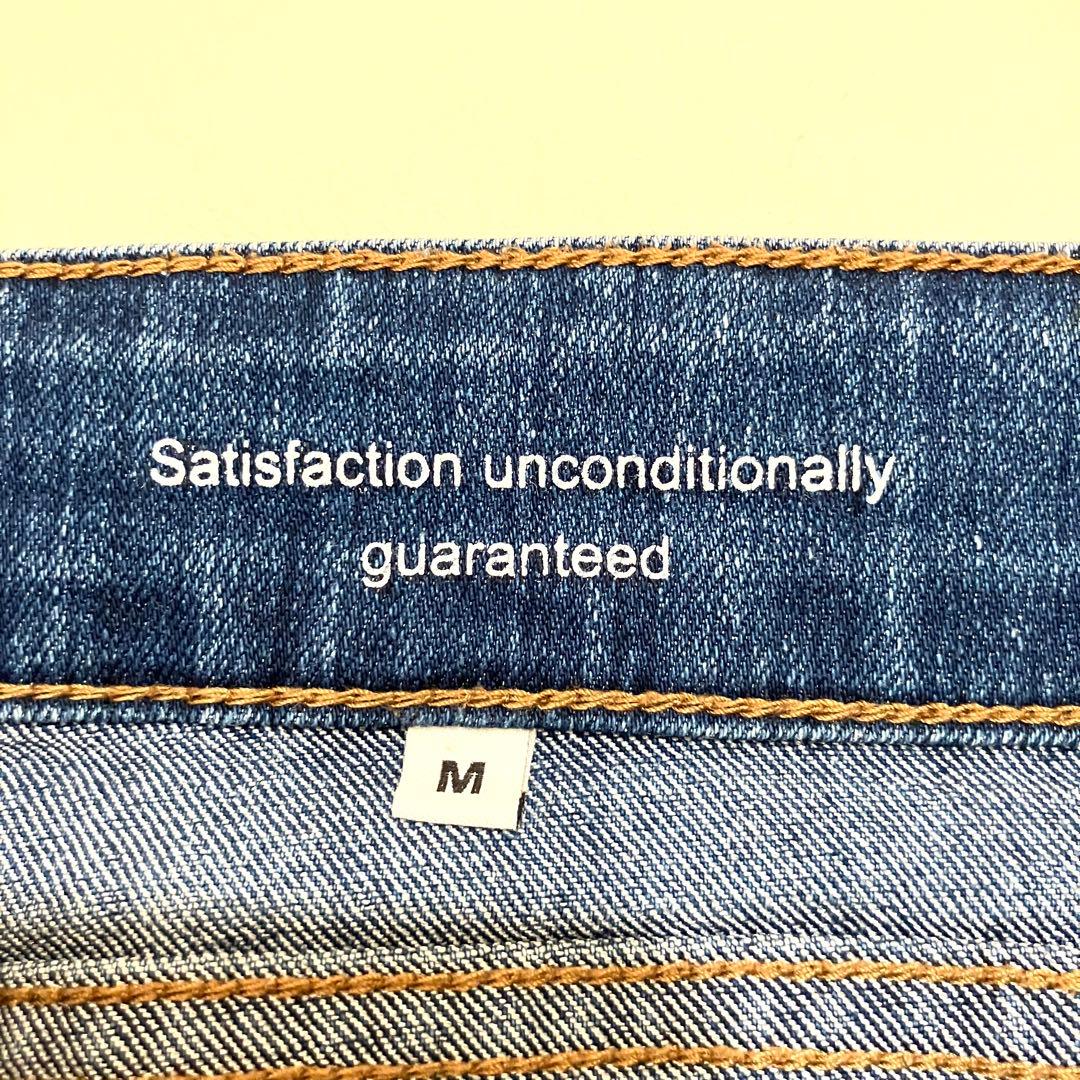 Satisfaction unconditionally
guaranteed
M